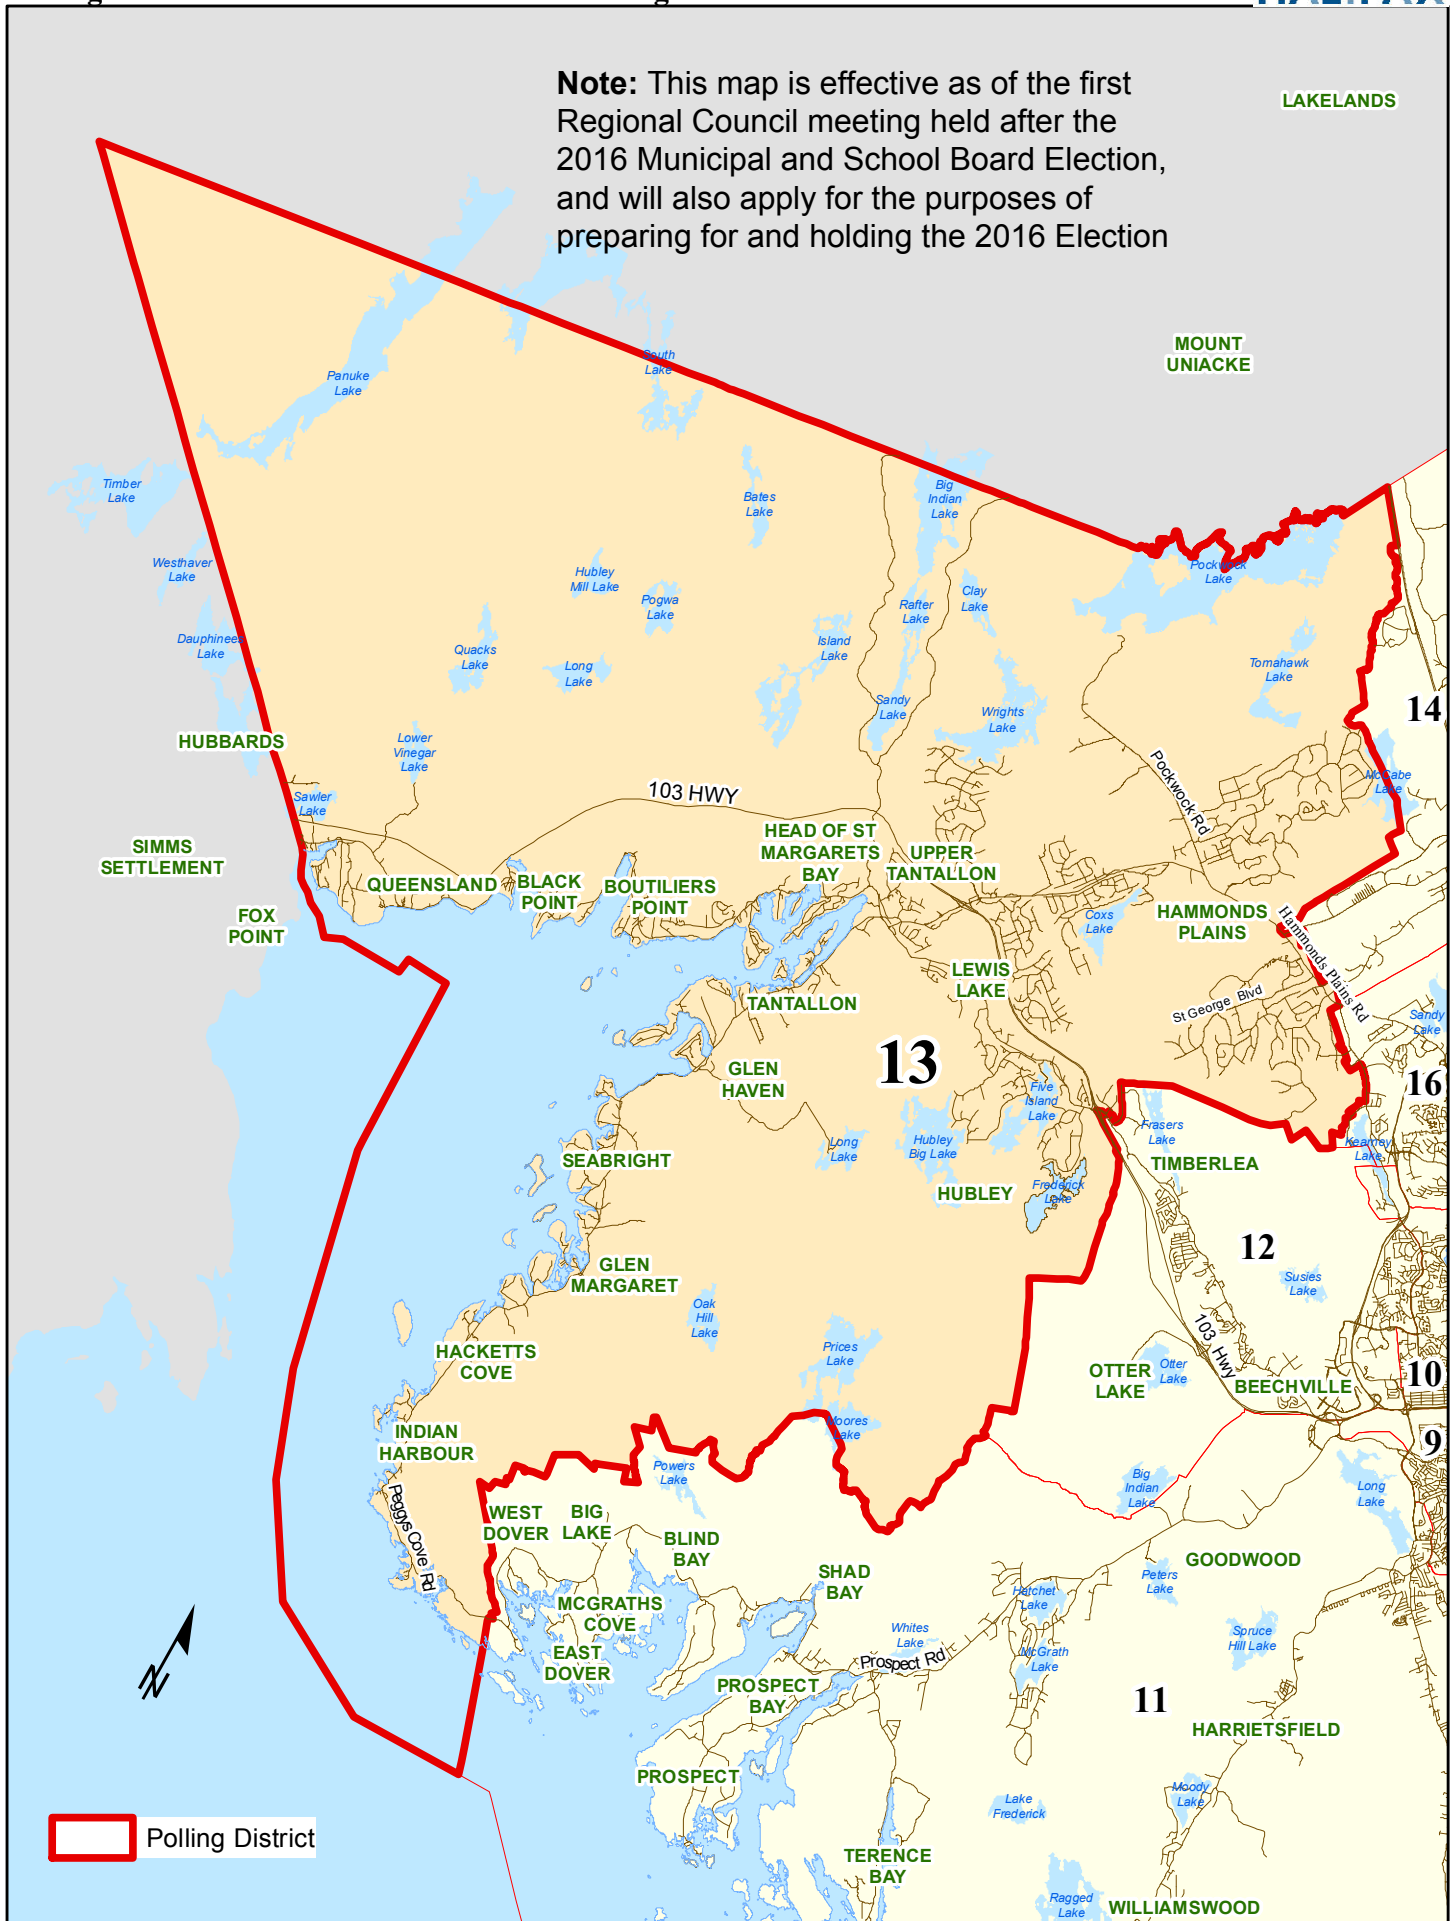 Note: This map is effective as of the first
Regional Council meeting held after the
2016 Municipal and School Board Election,
and will also apply for the purposes of
preparing for and holding the 2016 Election
LAKELANDS
MOUNT
UNIACKE
South
Lake
Panuke
Lake
Timber
Lake
Bates
Lake
Big
Indian
Lake
Westhaver
Lake
Hubley
Mill Lake
Pogwa
Lake
Clay
Lake
Rafter
Lake
Pockwock
Lake
Dauphinees
Lake
Quacks
Lake
Long
Lake
Island
Lake
Tomahawk
Lake
Sandy
Lake
Wrights
Lake
14
HUBBARDS
Lower
Vinegar
Lake
Pockwock Rd
McCabe
Lake
Sawler
Lake
103 HWY
SIMMS
SETTLEMENT
HEAD OF ST
MARGARETS
BAY
UPPER
TANTALLON
QUEENSLAND
BLACK
POINT
BOUTILIERS
POINT
FOX
POINT
Coxs
Lake
HAMMONDS
PLAINS
Hammonds Plains Rd
LEWIS
LAKE
TANTALLON
St George Blvd
Sandy
Lake
13
GLEN
HAVEN
16
Five
Island
Lake
Frasers
Lake
Kearney
Lake
Long
Lake
Hubley
Big Lake
SEABRIGHT
TIMBERLEA
HUBLEY
Frederick
Lake
12
GLEN
MARGARET
Susies
Lake
Oak
Hill
Lake
HACKETTS
COVE
Prices
Lake
103 Hwy
OTTER
LAKE
Otter
Lake
BEECHVILLE
10
INDIAN
HARBOUR
Moores
Lake
9
Powers
Lake
Big
Indian
Lake
Long
Lake
Peggys Cove Rd
WEST
DOVER
BIG
LAKE
BLIND
BAY
SHAD
BAY
GOODWOOD
Peters
Lake
Hatchet
Lake
MCGRATHS
COVE
Whites
Lake
Spruce
Hill Lake
EAST
DOVER
Prospect Rd
McGrath
Lake
N
PROSPECT
BAY
11
HARRIETSFIELD
PROSPECT
Moody
Lake
Lake
Frederick
Polling District
TERENCE
BAY
Ragged
Lake
WILLIAMSWOOD